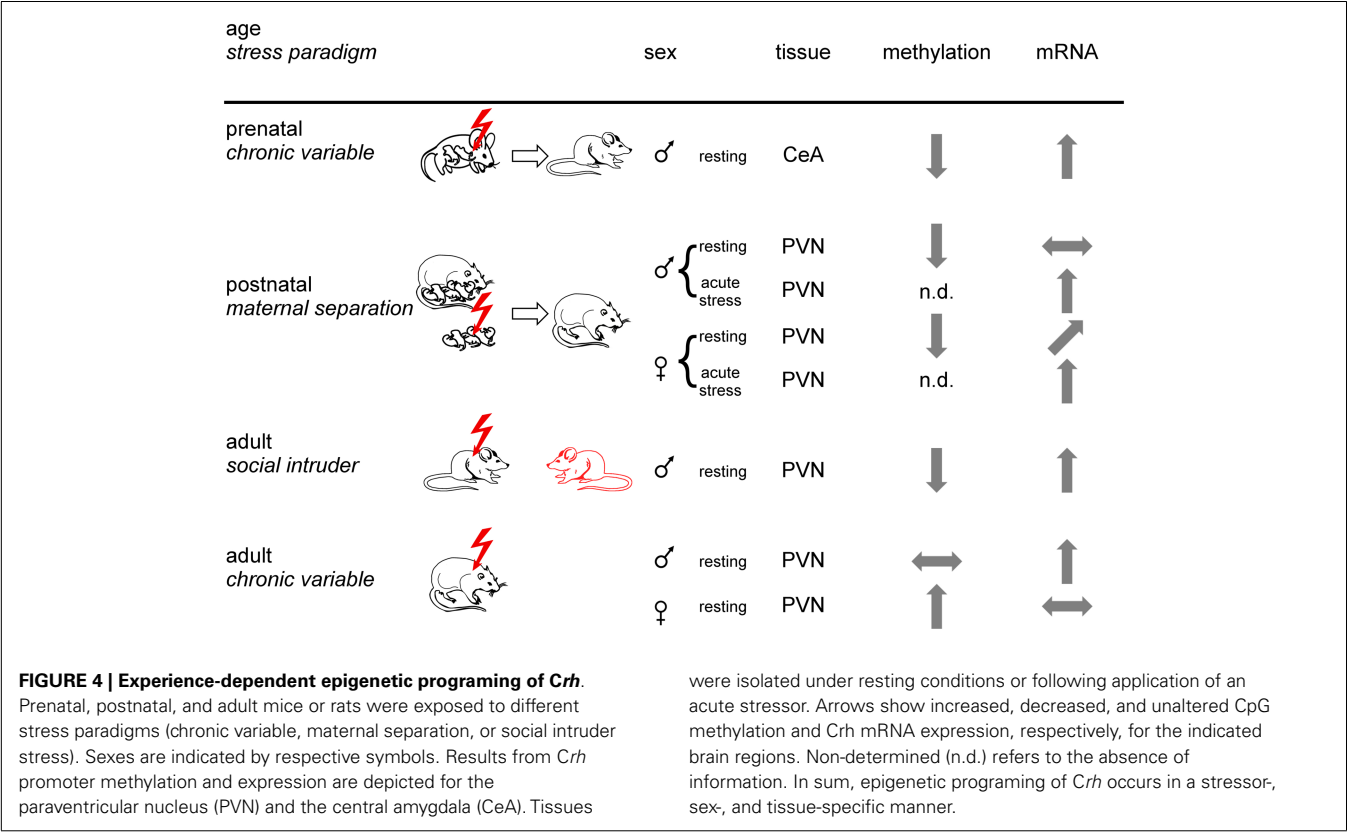 age
stress paradigm
sex
tissue
methylation
mRNA
prenatal
chronic variable
♂ resting CeA
postnatal
maternal separation
♂ { resting PVN
acute
stress PVN n.d.
♀ { resting PVN
acute
stress PVN n.d.
adult
social intruder
♂ resting PVN
adult
chronic variable
♂ resting PVN
♀ resting PVN
FIGURE 4 | Experience-dependent epigenetic programing of Crh.
Prenatal, postnatal, and adult mice or rats were exposed to different
stress paradigms (chronic variable, maternal separation, or social intruder
stress). Sexes are indicated by respective symbols. Results from Crh
promoter methylation and expression are depicted for the
paraventricular nucleus (PVN) and the central amygdala (CeA). Tissues
were isolated under resting conditions or following application of an
acute stressor. Arrows show increased, decreased, and unaltered CpG
methylation and Crh mRNA expression, respectively, for the indicated
brain regions. Non-determined (n.d.) refers to the absence of
information. In sum, epigenetic programing of Crh occurs in a stressor-,
sex-, and tissue-specific manner.